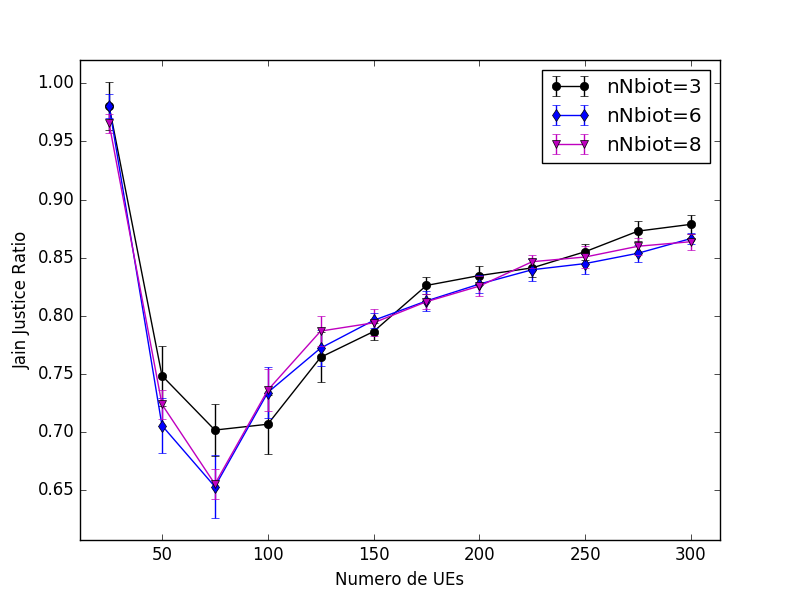 1.00
0.95
0.90
0.85
0.80
0.75
0.70
0.65
Jain Justice Ratio
nNbiot=3
nNbiot=6
nNbiot=8
50 100 150 200 250 300
Numero de UEs